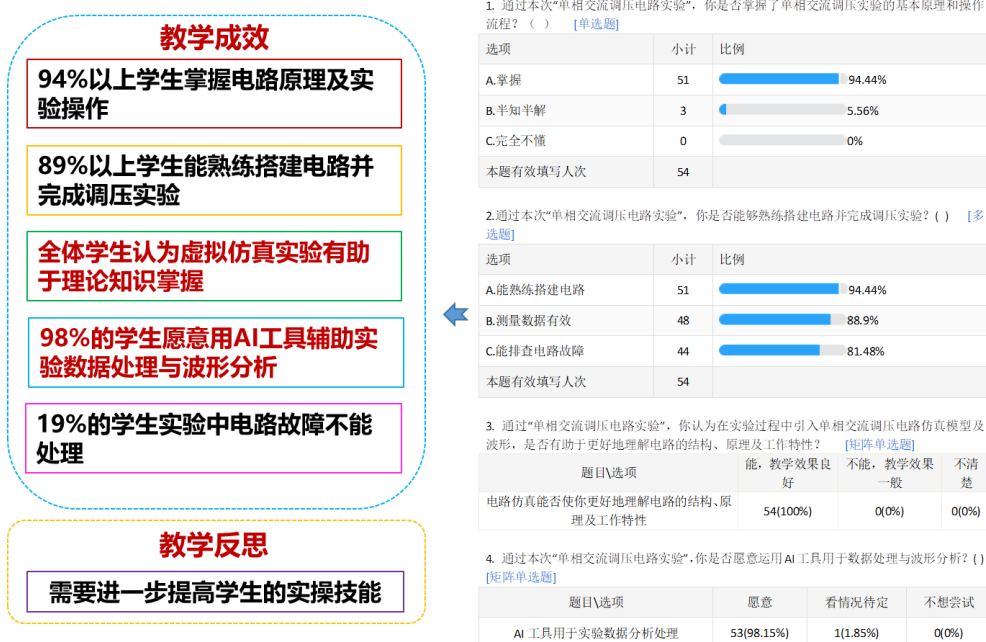 教学成效
94%以上学生掌握电路原理及实
验操作
89%以上学生能熟练搭建电路并
完成调压实验
全体学生认为虚拟仿真实验有助
于理论知识掌握
98%的学生愿意用AI工具辅助实
验数据处理与波形分析
19%的学生实验中电路故障不能
处理
教学反思
需要进一步提高学生的实操技能
1. 通过本次“单相交流调压电路实验”，你是否掌握了单相交流调压实验的基本原理和操作
流程？（ ） [单选题]
选项 小计 比例
A.掌握 51 94.44%
B.半知半解 3 5.56%
C.完全不懂 0 0%
本题有效填写人次 54
2.通过本次“单相交流调压电路实验”，你是否能够熟练搭建电路并完成调压实验？( ) [多
选题]
选项 小计 比例
A.能熟练搭建电路 51 94.44%
B.测量数据有效 48 88.9%
C.能排查电路故障 44 81.48%
本题有效填写人次 54
3. 通过“单相交流调压电路实验”，你认为在实验过程中引入单相交流调压电路仿真模型及
波形，是否有助于更好地理解电路的结构、原理及工作特性？ [矩阵单选题]
题目\选项 能，教学效果良好 不能，教学效果一般 不清楚
电路仿真能否使你更好地理解电路的结构、原
理及工作特性 54(100%) 0(0%) 0(0%)
4. 通过本次“单相交流调压电路实验”,你是否愿意运用AI工具用于数据处理与波形分析？( )
[矩阵单选题]
题目\选项 愿意 看情况待定 不想尝试
AI 工具用于实验数据分析处理 53(98.15%) 1(1.85%) 0(0%)